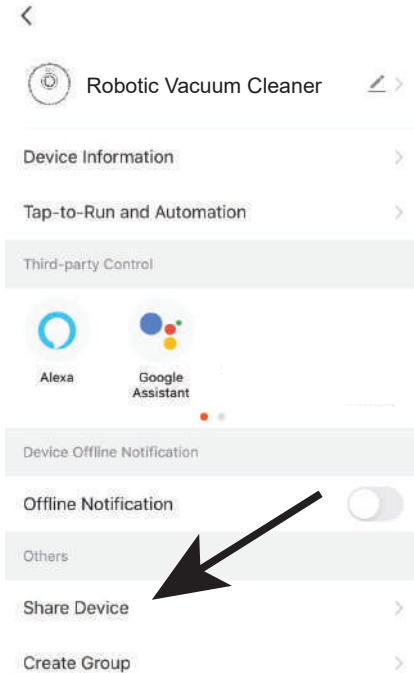 Robotic Vacuum Cleaner
Device Information
Tap-to-Run and Automation
Third-party Control
Alexa
Google
Assistant
Device Offline Notification
Offline Notification
Others
Share Device
Create Group